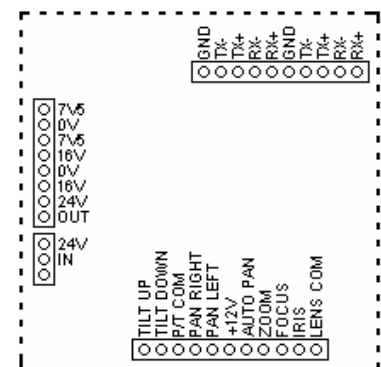 GND
TX-
TX+
RX-
RX+
GND
TX-
TX+
RX-
RX+
7V5
0V
7V5
16V
0V
16V
24V
OUT
24V
IN
TILT UP
TILT DOWN
P/T COM
PAN RIGHT
PAN LEFT
+12V
AUTO PAN
ZOOM
FOCUS
IRIS
LENS COM